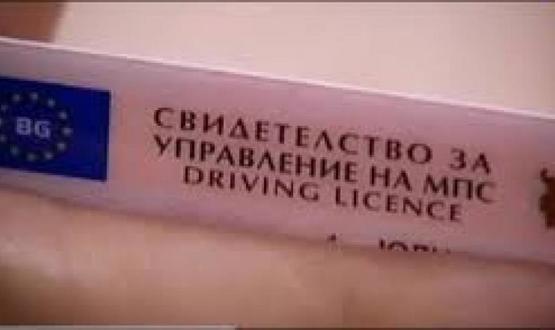 BG
СВИДЕТЕЛСТВО ЗА
УПРАВЛЕНИЕ НА МПС
DRIVING LICENCE